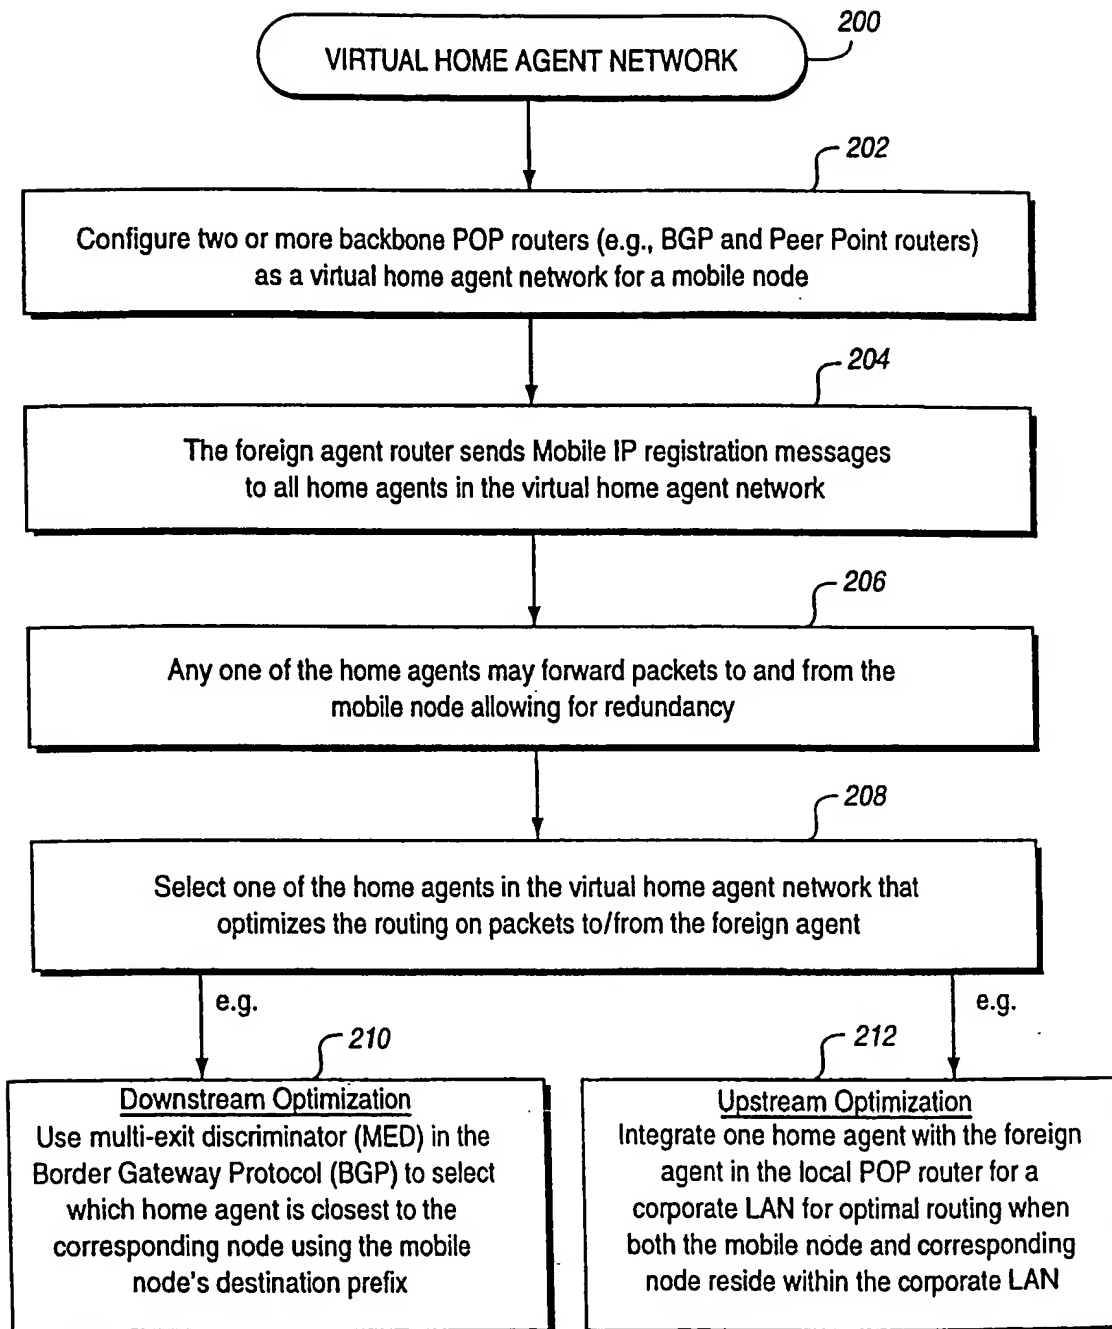 200
VIRTUAL HOME AGENT NETWORK
202
Configure two or more backbone POP routers (e.g., BGP and Peer Point routers)
as a virtual home agent network for a mobile node
204
The foreign agent router sends Mobile IP registration messages
to all home agents in the virtual home agent network
206
Any one of the home agents may forward packets to and from the
mobile node allowing for redundancy
208
Select one of the home agents in the virtual home agent network that
optimizes the routing on packets to/from the foreign agent
e.g.
e.g.
210
Downstream Optimization
Use multi-exit discriminator (MED) in the
Border Gateway Protocol (BGP) to select
which home agent is closest to the
corresponding node using the mobile
node's destination prefix
212
Upstream Optimization
Integrate one home agent with the foreign
agent in the local POP router for a
corporate LAN for optimal routing when
both the mobile node and corresponding
node reside within the corporate LAN